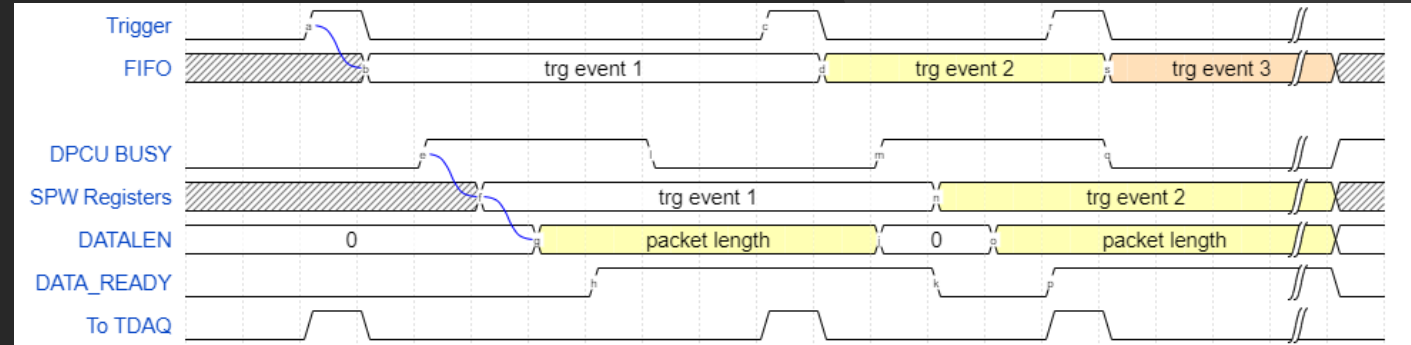 Trigger a c r
FIFO b trg event 1 d trg event 2 s trg event 3
DPCU BUSY e l m q
SPW Registers f trg event 1 n trg event 2
DATALEN 0 g packet length j 0 o packet length
DATA_READY h k p
To TDAQ